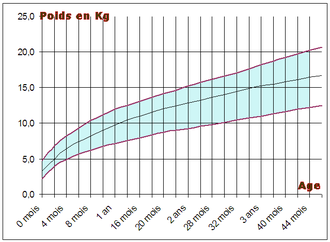 Poids en Kg
25.0
20.0
15.0
10.0
5.0
0.0
Age
0 mois
4 mois
8 mois
1 an
16 mois
20 mois
2 ans
28 mois
32 mois
3 ans
40 mois
44 mois